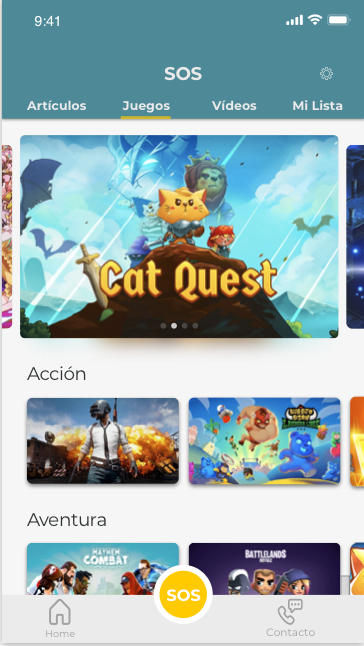 9:41
SOS
Artículos Juegos Vídeos Mi Lista
Cat Quest
Acción
Aventura
MAYHEM
COMBAT
BATTLELANDS
ROYALE
SOS
Home Contacto